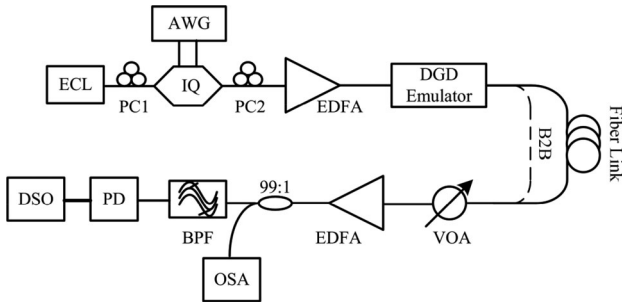 AWG
ECL
PC1
IQ
PC2
EDFA
DGD
Emulator
B2B
Fiber Link
DSO
PD
BPF
99:1
EDFA
VOA
OSA